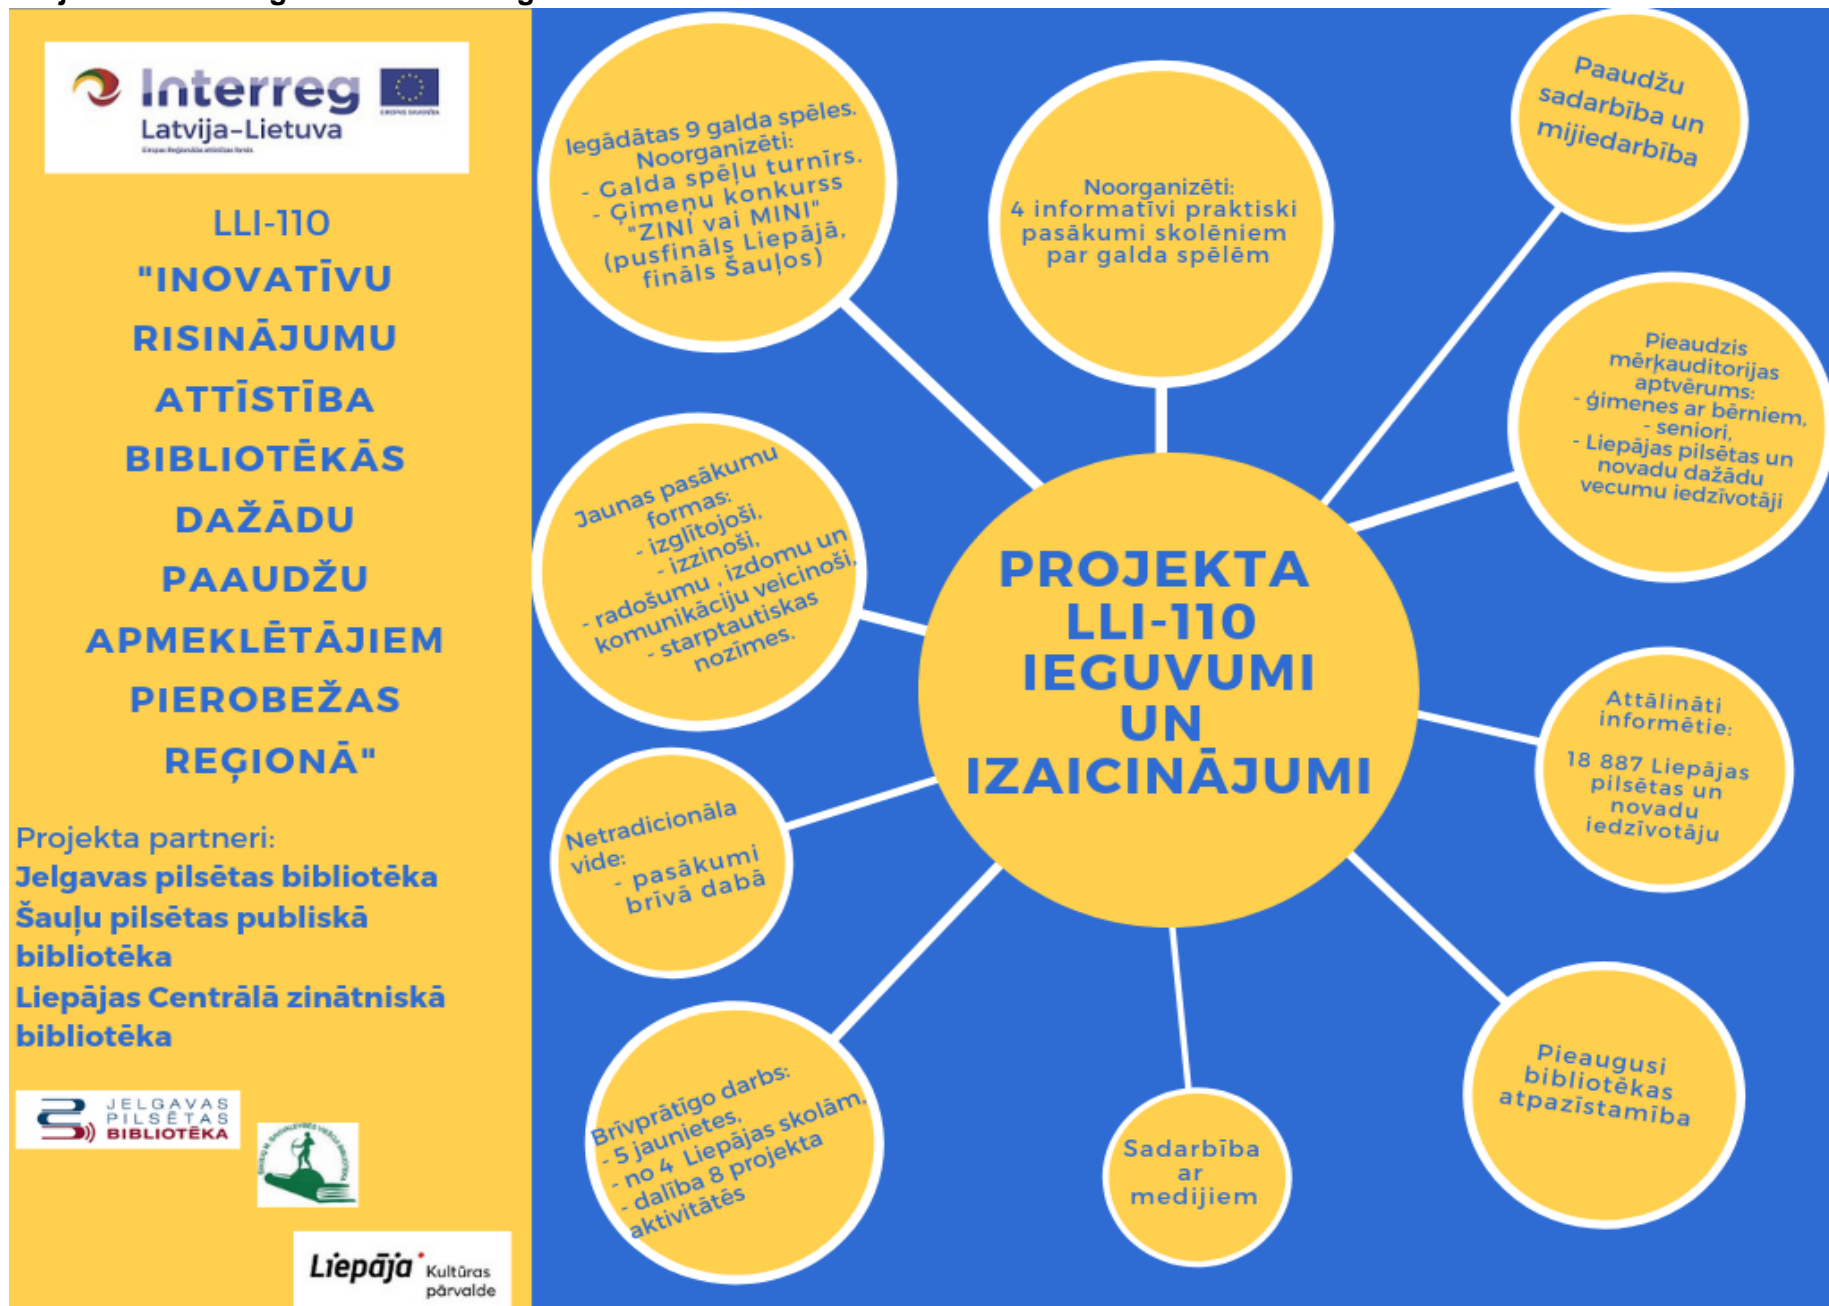 Interreg
Latvija-Lietuva
Eiropas Reģionālās attīstības fonds
EIROPAS SAVIENĪBA
LLI-110
"INOVATĪVU
RISINĀJUMU
ATTĪSTĪBA
BIBLIOTĒKĀS
DAŽĀDU
PAAUDŽU
APMEKLĒTĀJIEM
PIEROBEŽAS
REĢIONĀ"
Projekta partneri:
Jelgavas pilsētas bibliotēka
Šauļu pilsētas publiskā
bibliotēka
Liepājas Centrālā zinātniskā
bibliotēka
JELGAVAS
PILSĒTAS
BIBLIOTĒKA
Liepāja
Kultūras
pārvalde
Iegādātas 9 galda spēles.
Noorganizēti:
- Galda spēļu turnīrs.
- Ģimeņu konkurss
"ZINI vai MINI"
(pusfināls Liepājā,
fināls Šauļos)
Noorganizēti:
4 informatīvi praktiski
pasākumi skolēniem
par galda spēlēm
Paaudžu
sadarbība un
mijiedarbība
Pieaudzis
mērķauditorijas
aptvērums:
- ģimenes ar bērniem,
- seniori,
- Liepājas pilsētas un
novadu dažādu
vecumu iedzīvotāji
Jaunas pasākumu
formas:
- izglītojoši,
- izzinoši,
- radošumu , izdomu un
komunikāciju veicinoši,
- starptautiskas
nozīmes.
PROJEKTA
LLI-110
IEGUVUMI
UN
IZAICINĀJUMI
Attālināti
informētie:
18 887 Liepājas
pilsētas un
novadu
iedzīvotāju
Netradicionāla
vide:
- pasākumi
brīvā dabā
Brīvprātīgo darbs:
- 5 jaunietes,
- no 4 Liepājas skolām,
- dalība 8 projekta
aktivitātēs
Sadarbība
ar
medijiem
Pieaugusi
bibliotēkas
atpazīstamība